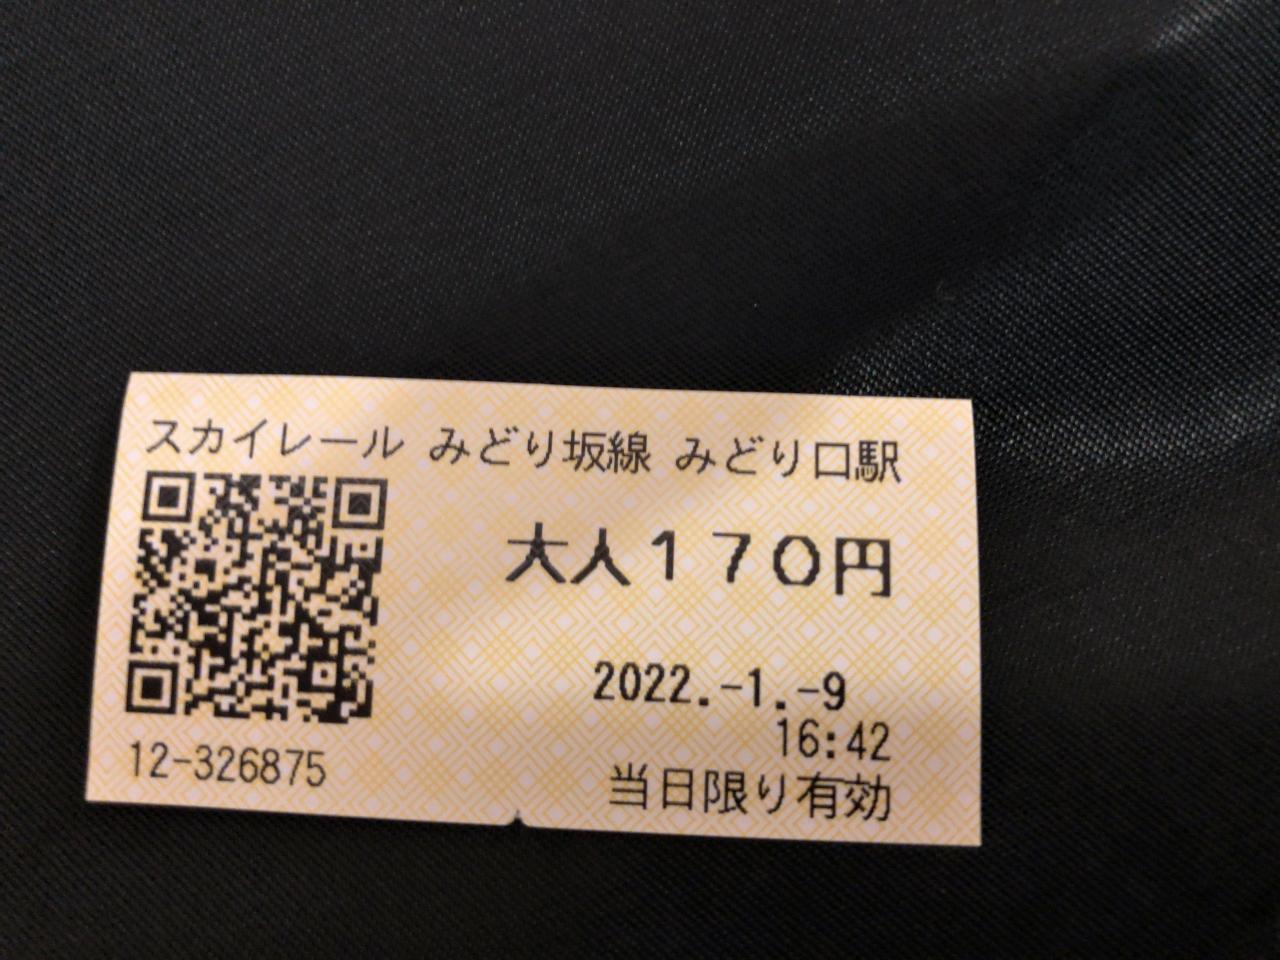 スカイレール みどり坂線 みどり口駅
大人170円
2022.-1.-9
16:42
12-326875
当日限り有効